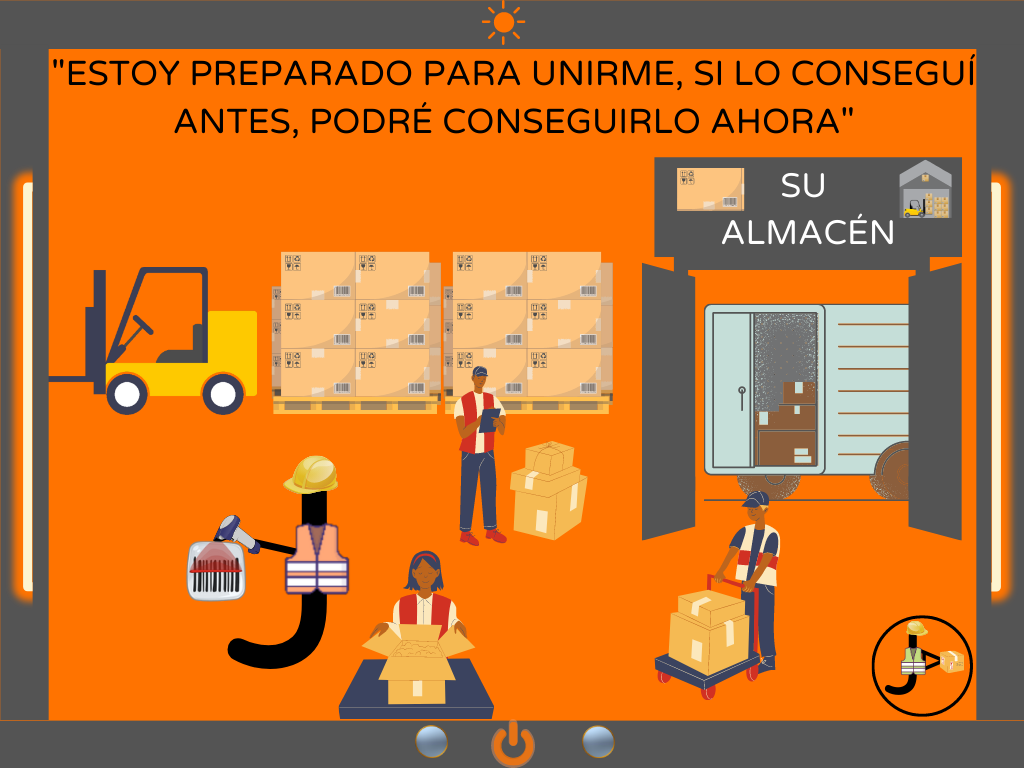 "ESTOY PREPARADO PARA UNIRME, SI LO CONSEGUÍ
ANTES, PODRÉ CONSEGUIRLO AHORA"
SU
ALMACÉN